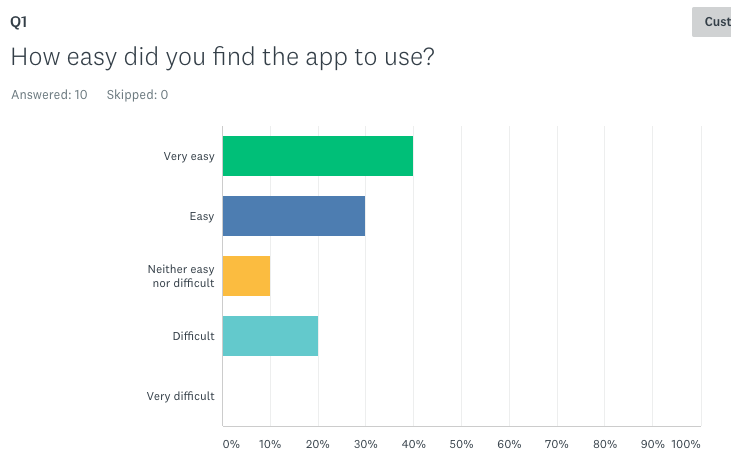 Q1
Cust
How easy did you find the app to use?
Answered: 10 Skipped: 0
Very easy
Easy
Neither easy
nor difficult
Difficult
Very difficult
0% 10% 20% 30% 40% 50% 60% 70% 80% 90% 100%